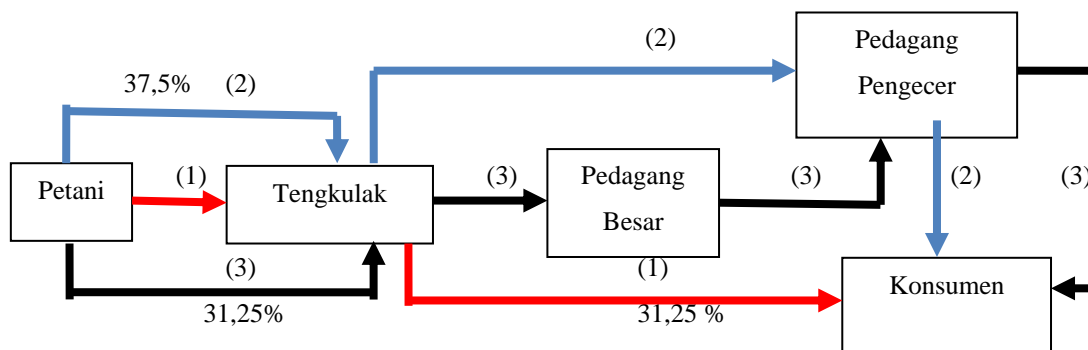 (2)
Pedagang
Pengecer
37,5%
(2)
Petani
(1)
Tengkulak
(3)
Pedagang
Besar
(3)
(2)
(3)
(3)
31,25%
(1)
31,25 %
Konsumen